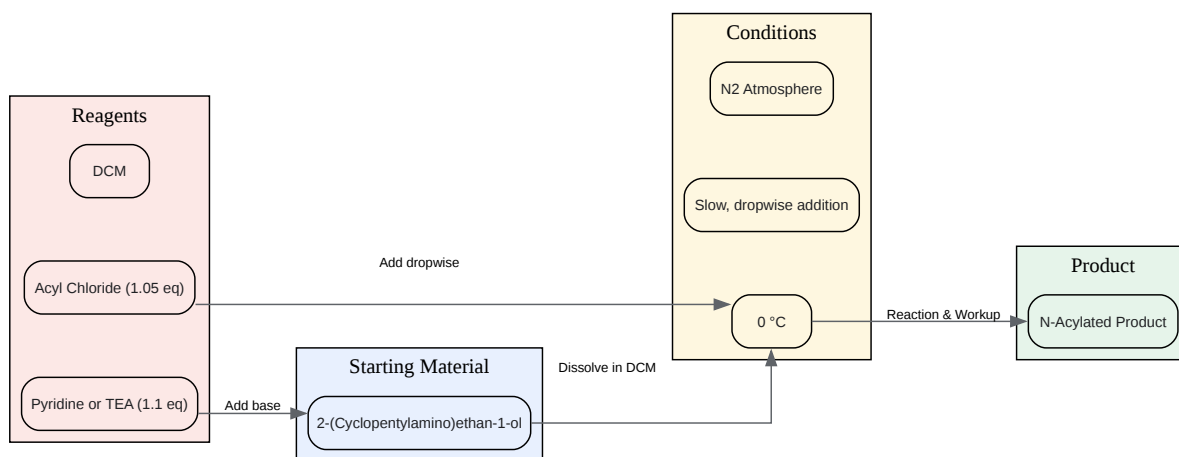 Conditions
N2 Atmosphere
Reagents
DCM
Slow, dropwise addition
Add dropwise
Product
Acyl Chloride (1.05 eq)
0 °C
Reaction & Workup
N-Acylated Product
Starting Material
Dissolve in DCM
Pyridine or TEA (1.1 eq)
Add base
2-(Cyclopentylamino)ethan-1-ol